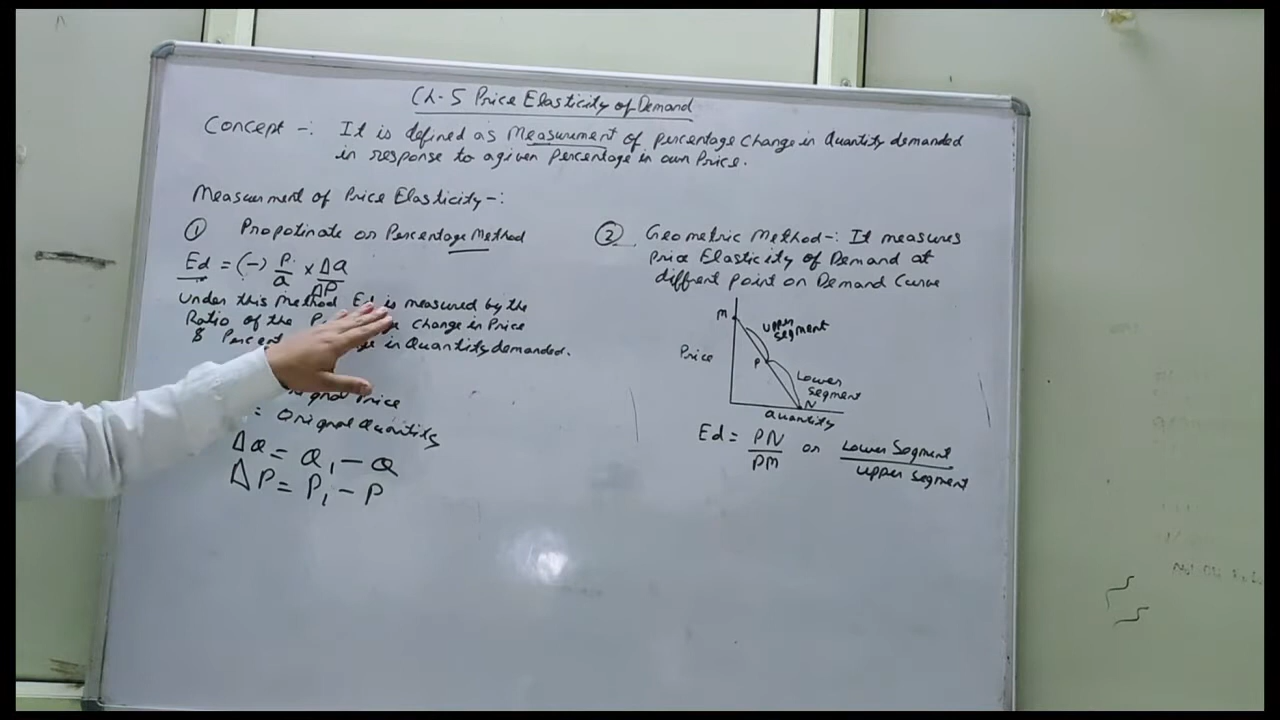 Ch-5 Price Elasticity of Demand
Concept -: It is defined as Measurement of percentage change in Quantity demanded
in response to a given percentage in own Price.
Measurment of Price Elasticity -:
① Propotinate or Percentage Method
Ed = (-) P/Q × ΔQ/ΔP
Under this method Ed is measured by the
Ratio of the change in Price
& in Quantity demanded.
Price
= Orignal Quantity
ΔQ = Q1 - Q
ΔP = P1 - P
② Geometric Method -: It measures
Price Elasticity of Demand at
diffrent point on Demand Curve
M
upper
segment
Price
P
Lower
segment
N
Quantity
Ed = PN/PM or Lower Segment/upper segment